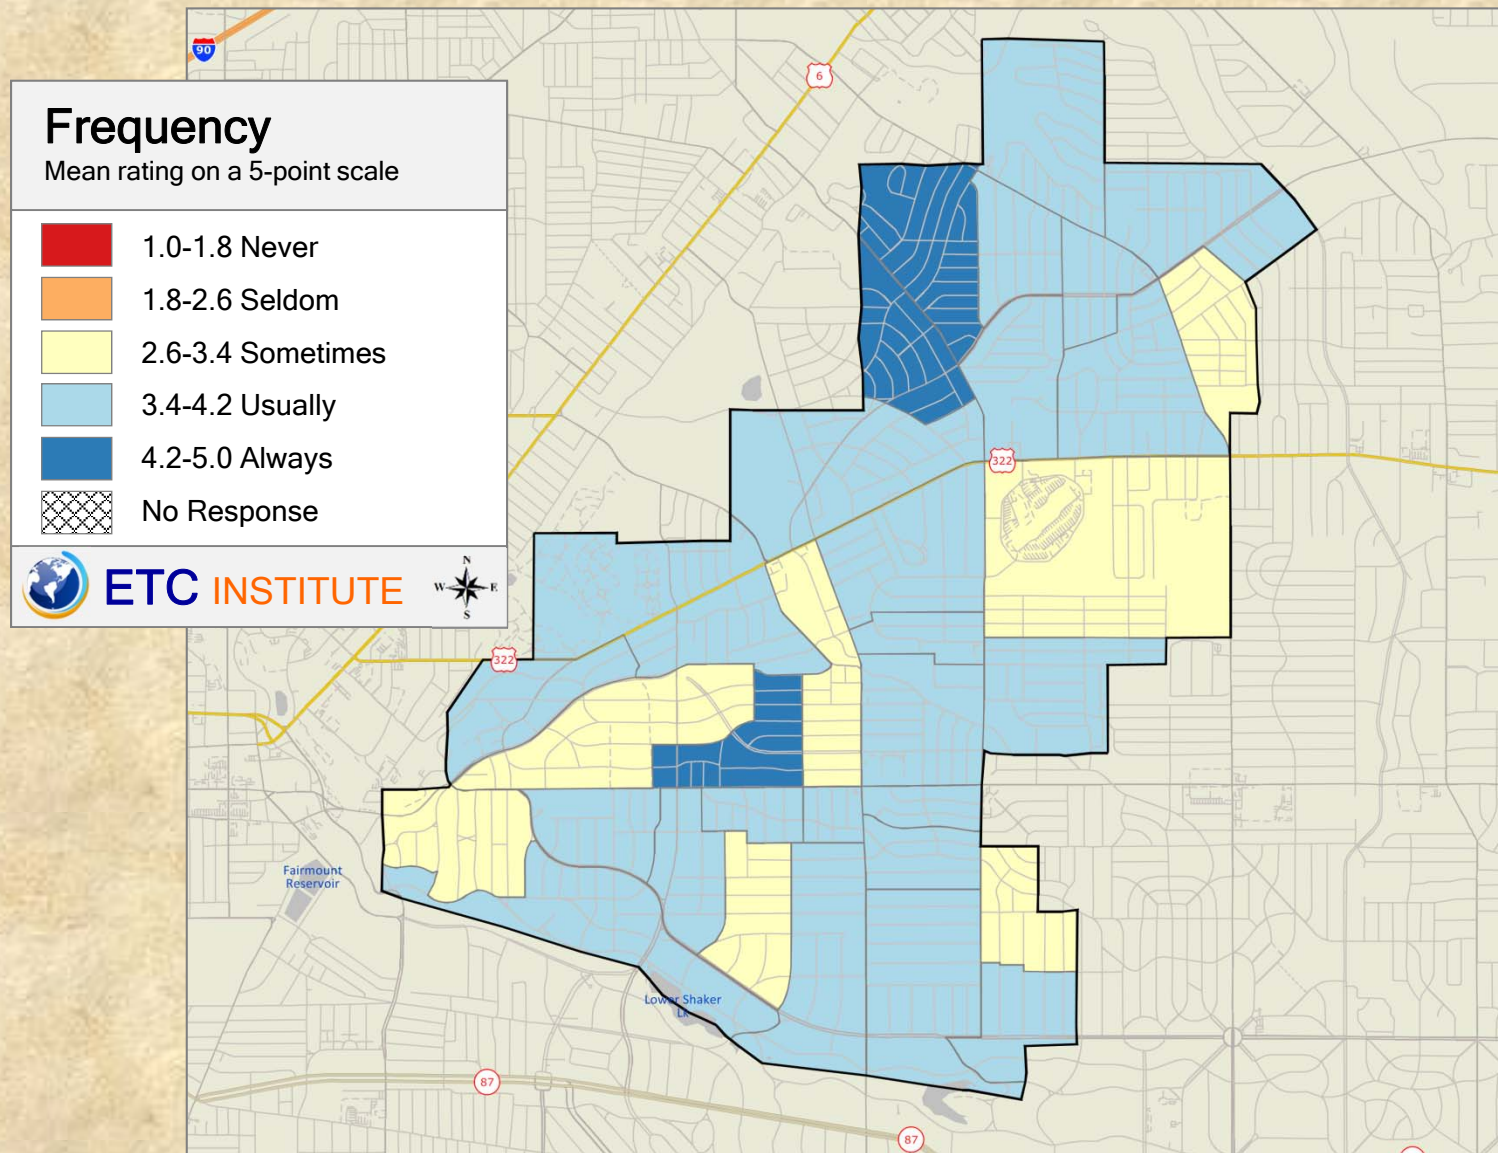 90
6
Frequency
Mean rating on a 5-point scale
1.0-1.8 Never
1.8-2.6 Seldom
2.6-3.4 Sometimes
3.4-4.2 Usually
4.2-5.0 Always
No Response
ETC INSTITUTE
N
W E
S
322
322
Fairmount
Reservoir
Lower Shaker
Lk
87
87